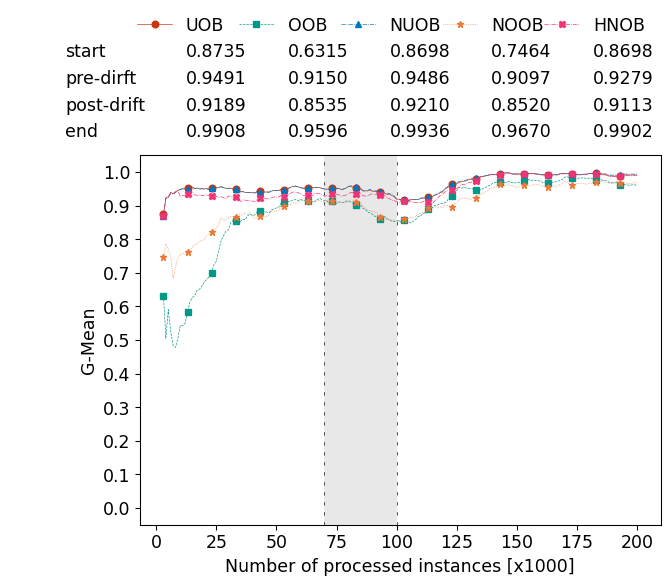 UOB OOB NUOB NOOB HNOB
start 0.8735 0.6315 0.8698 0.7464 0.8698
pre-dirft 0.9491 0.9150 0.9486 0.9097 0.9279
post-drift 0.9189 0.8535 0.9210 0.8520 0.9113
end 0.9908 0.9596 0.9936 0.9670 0.9902
1.0
0.9
0.8
0.7
0.6
0.5
0.4
0.3
0.2
0.1
0.0
G-Mean
0 25 50 75 100 125 150 175 200
Number of processed instances [x1000]